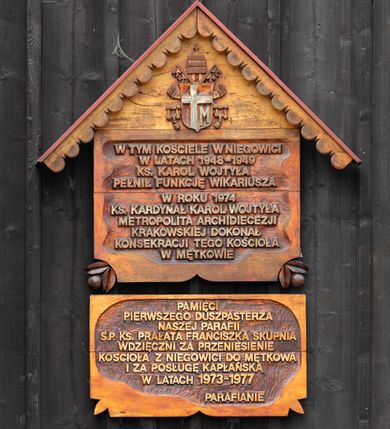 M
W TYM KOŚCIELE W NIEGOWICI
W LATACH 1948-1949
KS. KAROL WOJTYŁA
PEŁNIŁ FUNKCJĘ WIKARIUSZA
W ROKU 1974
KS. KARDYNAŁ KAROL WOJTYŁA
METROPOLITA ARCHIDIECEZJI
KRAKOWSKIEJ DOKONAŁ
KONSEKRACJI TEGO KOŚCIOŁA
W MĘTKOWIE
PAMIĘCI
PIERWSZEGO DUSZPASTERZA
NASZEJ PARAFII
Ś.P. KS. PRAŁATA FRANCISZKA SKUPNIA
WDZIĘCZNI ZA PRZENIESIENIE
KOŚCIOŁA Z NIEGOWICI DO MĘTKOWA
I ZA POSŁUGĘ KAPŁAŃSKĄ
W LATACH 1973-1977
PARAFIANIE